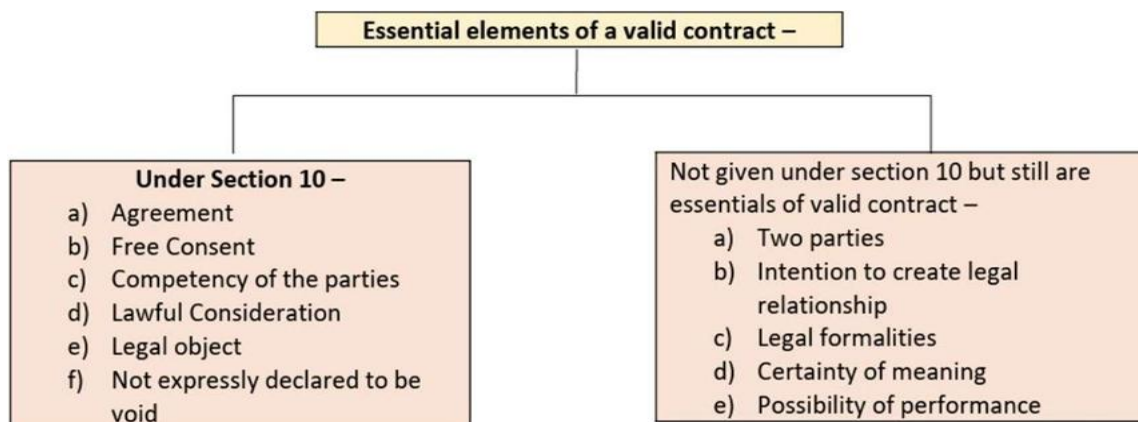 Essential elements of a valid contract –
Under Section 10 –
a) Agreement
b) Free Consent
c) Competency of the parties
d) Lawful Consideration
e) Legal object
f) Not expressly declared to be
void
Not given under section 10 but still are
essentials of valid contract –
a) Two parties
b) Intention to create legal
relationship
c) Legal formalities
d) Certainty of meaning
e) Possibility of performance